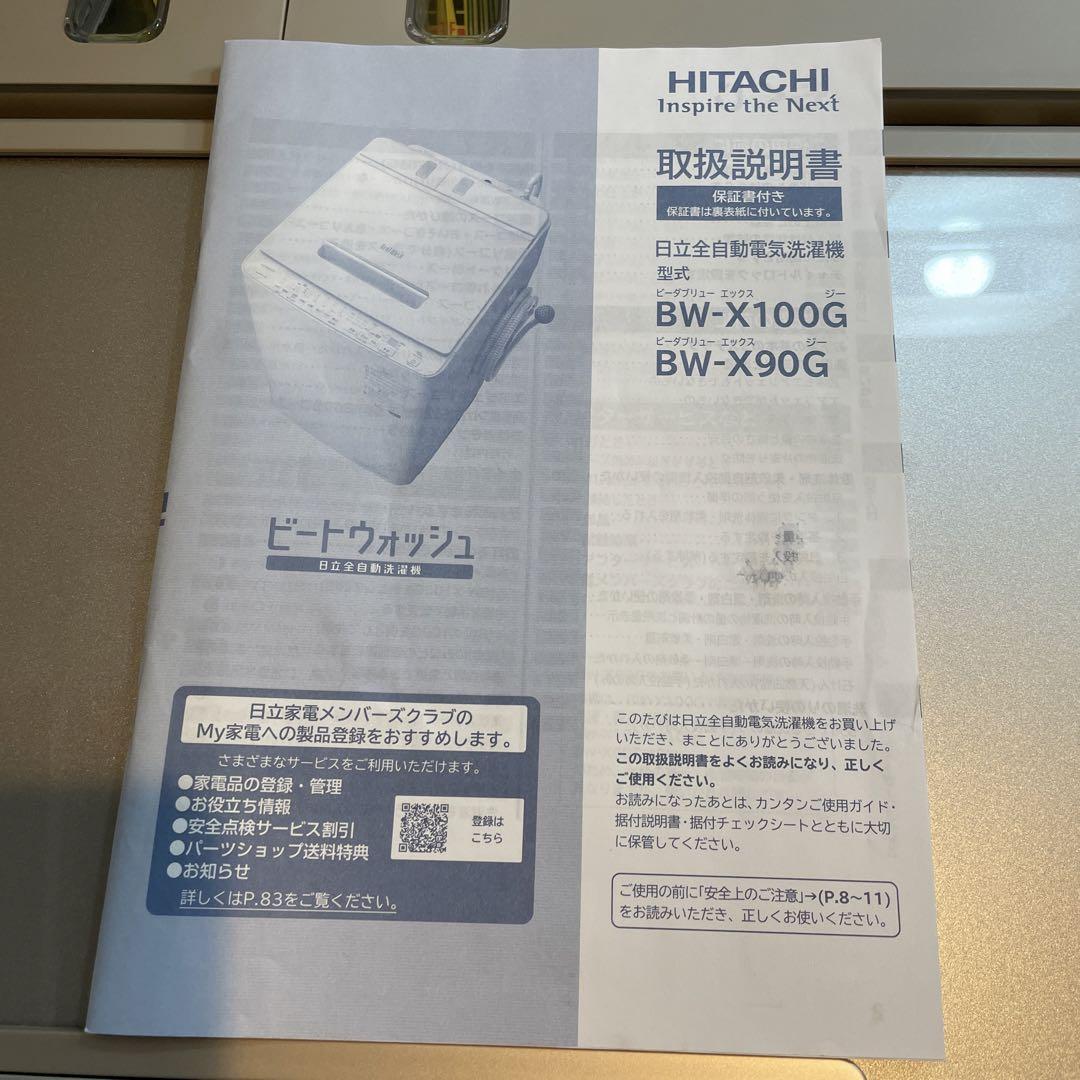 HITACHI
Inspire the Next
取扱説明書
保証書付き
保証書は裏表紙に付いています。
日立全自動電気洗濯機
型式
ビーダブリュー エックス ジー
BW-X100G
ビーダブリュー エックス ジー
BW-X90G
ビートウォッシュ
日立全自動洗濯機
日立家電メンバーズクラブの
My家電への製品登録をおすすめします。
さまざまなサービスをご利用いただけます。
●家電品の登録・管理
●お役立ち情報
●安全点検サービス割引
●パーツショップ送料特典
●お知らせ
登録は
こちら
詳しくはP.83をご覧ください。
このたびは日立全自動電気洗濯機をお買い上げ
いただき、まことにありがとうございました。
この取扱説明書をよくお読みになり、正しく
ご使用ください。
お読みになったあとは、カンタンご使用ガイド・
据付説明書・据付チェックシートとともに大切
に保管してください。
ご使用の前に「安全上のご注意」→(P.8～11)
をお読みいただき、正しくお使いください。